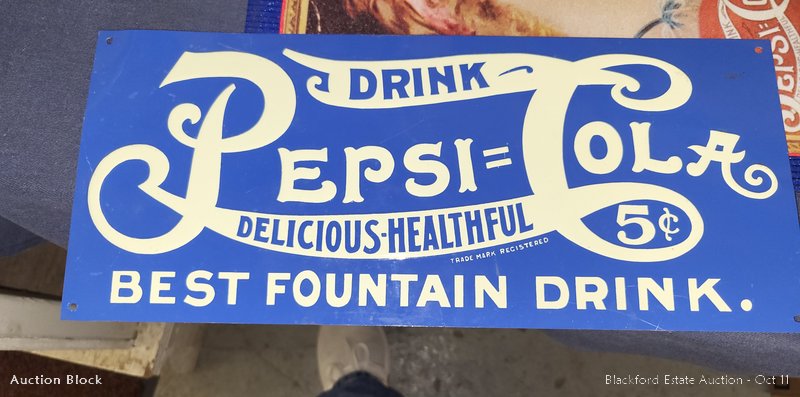 DRINK
PEPSI=COLA
DELICIOUS-HEALTHFUL
5¢
TRADE MARK REGISTERED
BEST FOUNTAIN DRINK.
Auction Block
Blackford Estate Auction - Oct 11